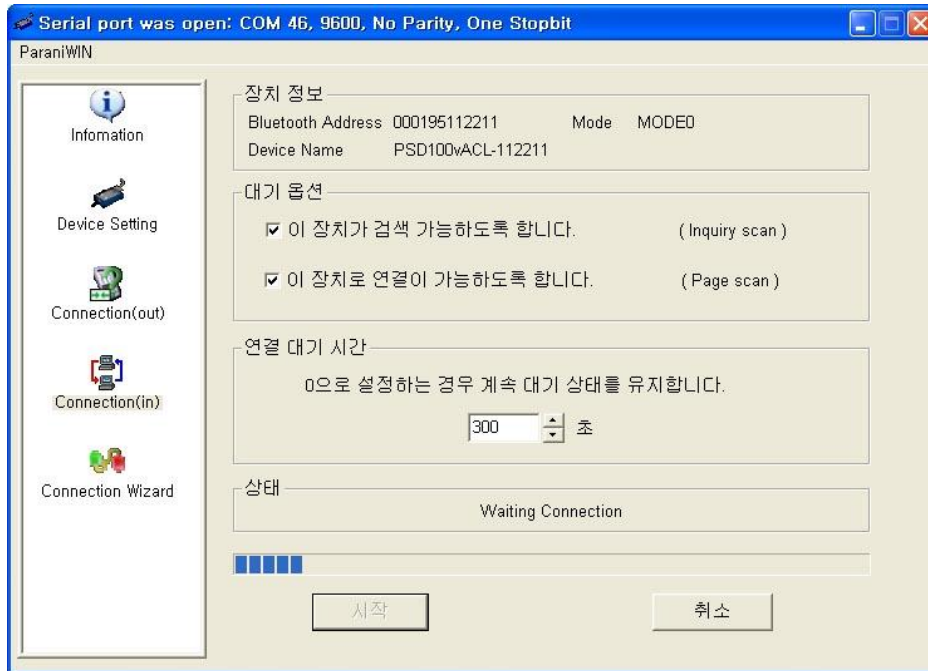 Serial port was open: COM 46, 9600, No Parity, One Stopbit
ParaniWIN
Infomation
Device Setting
Connection(out)
Connection(in)
Connection Wizard
장치 정보
Bluetooth Address 000195112211 Mode MODE0
Device Name PSD100vACL-112211
대기 옵션
이 장치가 검색 가능하도록 합니다. ( Inquiry scan )
이 장치로 연결이 가능하도록 합니다. ( Page scan )
연결 대기 시간
0으로 설정하는 경우 계속 대기 상태를 유지합니다.
300 초
상태
Waiting Connection
시작 취소